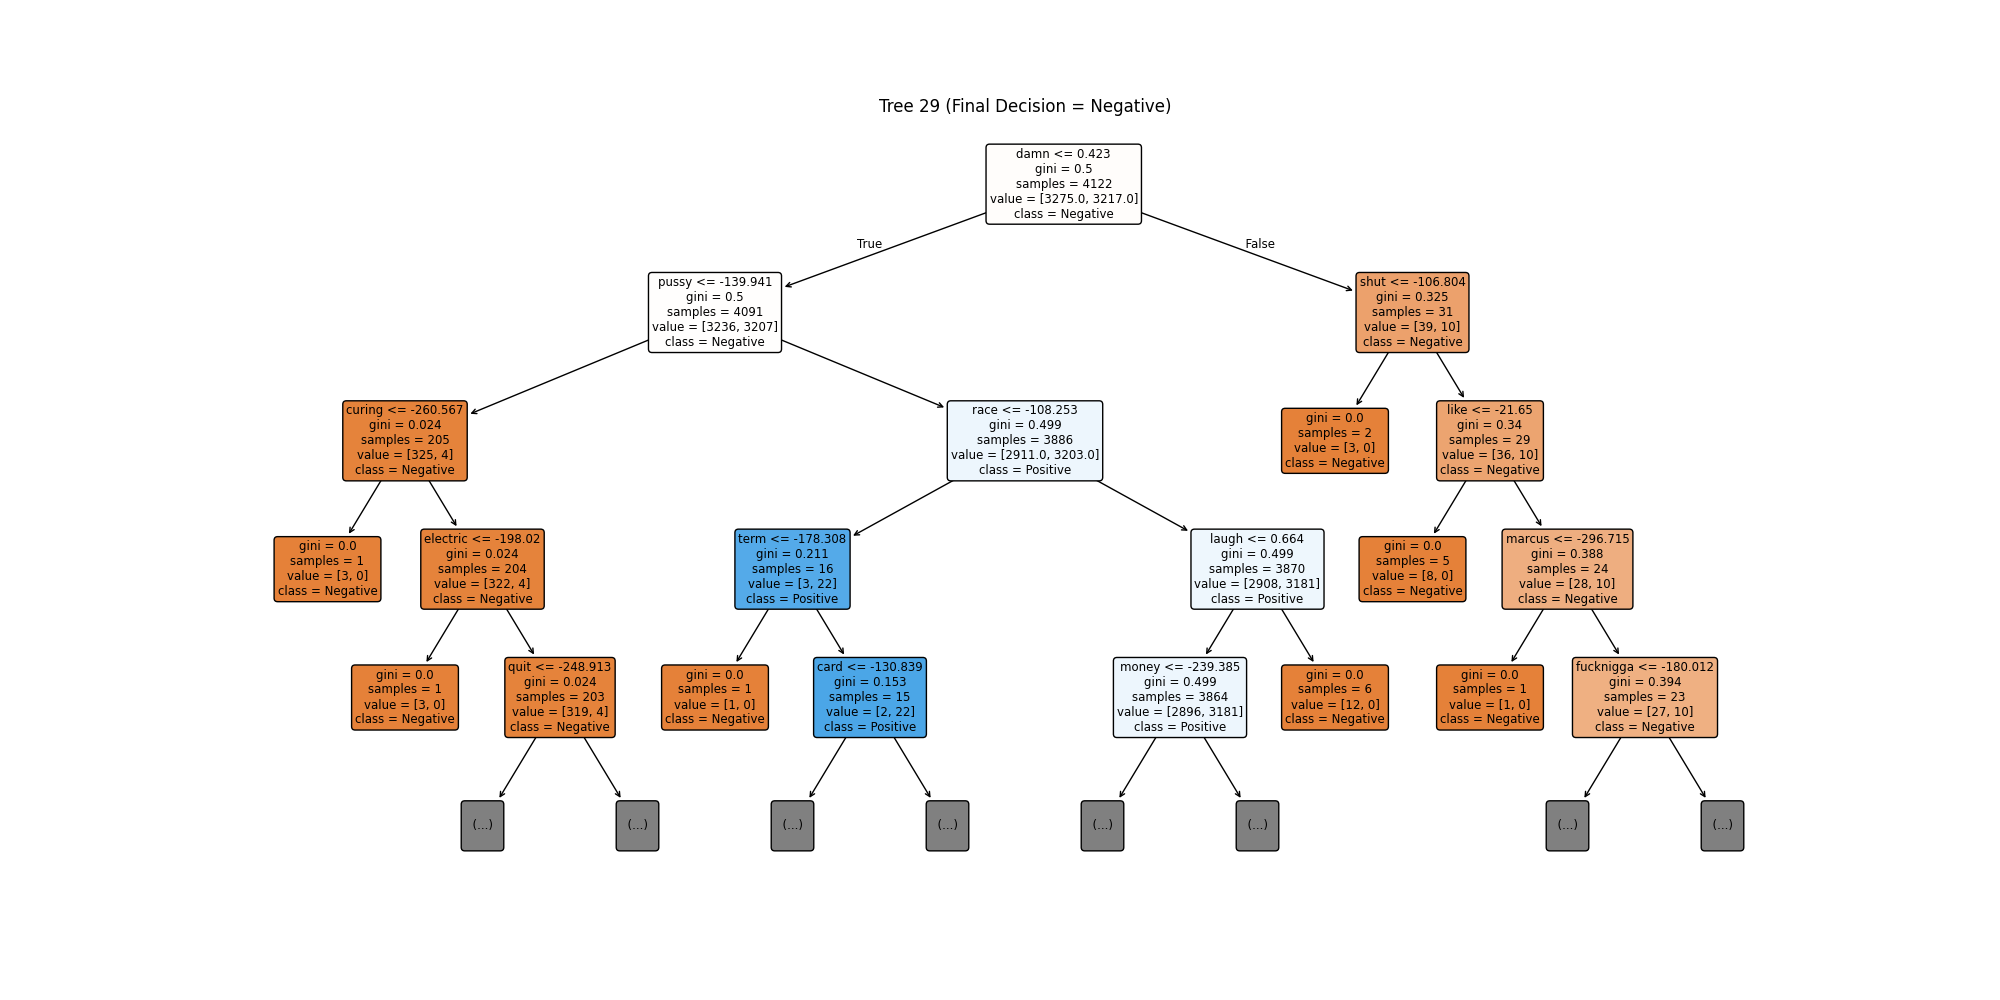 Tree 29 (Final Decision = Negative)
damn <= 0.423
gini = 0.5
samples = 4122
value = [3275.0, 3217.0]
class = Negative
True
False
pussy <= -139.941
gini = 0.5
samples = 4091
value = [3236, 3207]
class = Negative
shut <= -106.804
gini = 0.325
samples = 31
value = [39, 10]
class = Negative
curing <= -260.567
gini = 0.024
samples = 205
value = [325, 4]
class = Negative
race <= -108.253
gini = 0.499
samples = 3886
value = [2911.0, 3203.0]
class = Positive
gini = 0.0
samples = 2
value = [3, 0]
class = Negative
like <= -21.65
gini = 0.34
samples = 29
value = [36, 10]
class = Negative
gini = 0.0
samples = 1
value = [3, 0]
class = Negative
electric <= -198.02
gini = 0.024
samples = 204
value = [322, 4]
class = Negative
term <= -178.308
gini = 0.211
samples = 16
value = [3, 22]
class = Positive
laugh <= 0.664
gini = 0.499
samples = 3870
value = [2908, 3181]
class = Positive
gini = 0.0
samples = 5
value = [8, 0]
class = Negative
marcus <= -296.715
gini = 0.388
samples = 24
value = [28, 10]
class = Negative
gini = 0.0
samples = 1
value = [3, 0]
class = Negative
quit <= -248.913
gini = 0.024
samples = 203
value = [319, 4]
class = Negative
gini = 0.0
samples = 1
value = [1, 0]
class = Negative
card <= -130.839
gini = 0.153
samples = 15
value = [2, 22]
class = Positive
money <= -239.385
gini = 0.499
samples = 3864
value = [2896, 3181]
class = Positive
gini = 0.0
samples = 6
value = [12, 0]
class = Negative
gini = 0.0
samples = 1
value = [1, 0]
class = Negative
fucknigga <= -180.012
gini = 0.394
samples = 23
value = [27, 10]
class = Negative
(...)
(...)
(...)
(...)
(...)
(...)
(...)
(...)